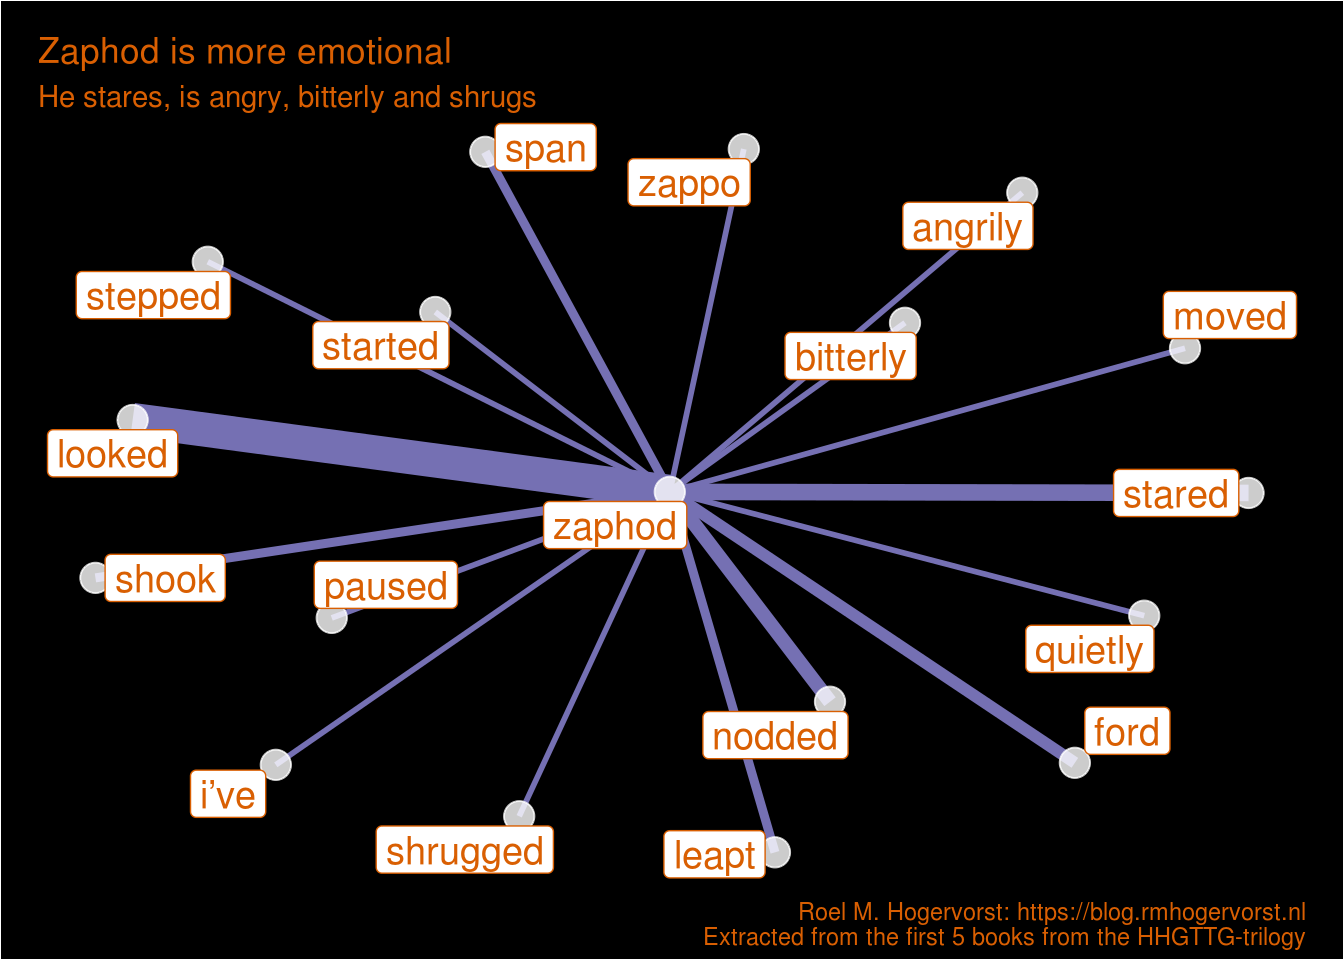 Zaphod is more emotional
He stares, is angry, bitterly and shrugs
span
zappo
angrily
stepped
moved
started
bitterly
looked
stared
zaphod
shook
paused
quietly
nodded
ford
i've
shrugged
leapt
Roel M. Hogervorst: https://blog.rmhogervorst.nl
Extracted from the first 5 books from the HHGTTG-trilogy